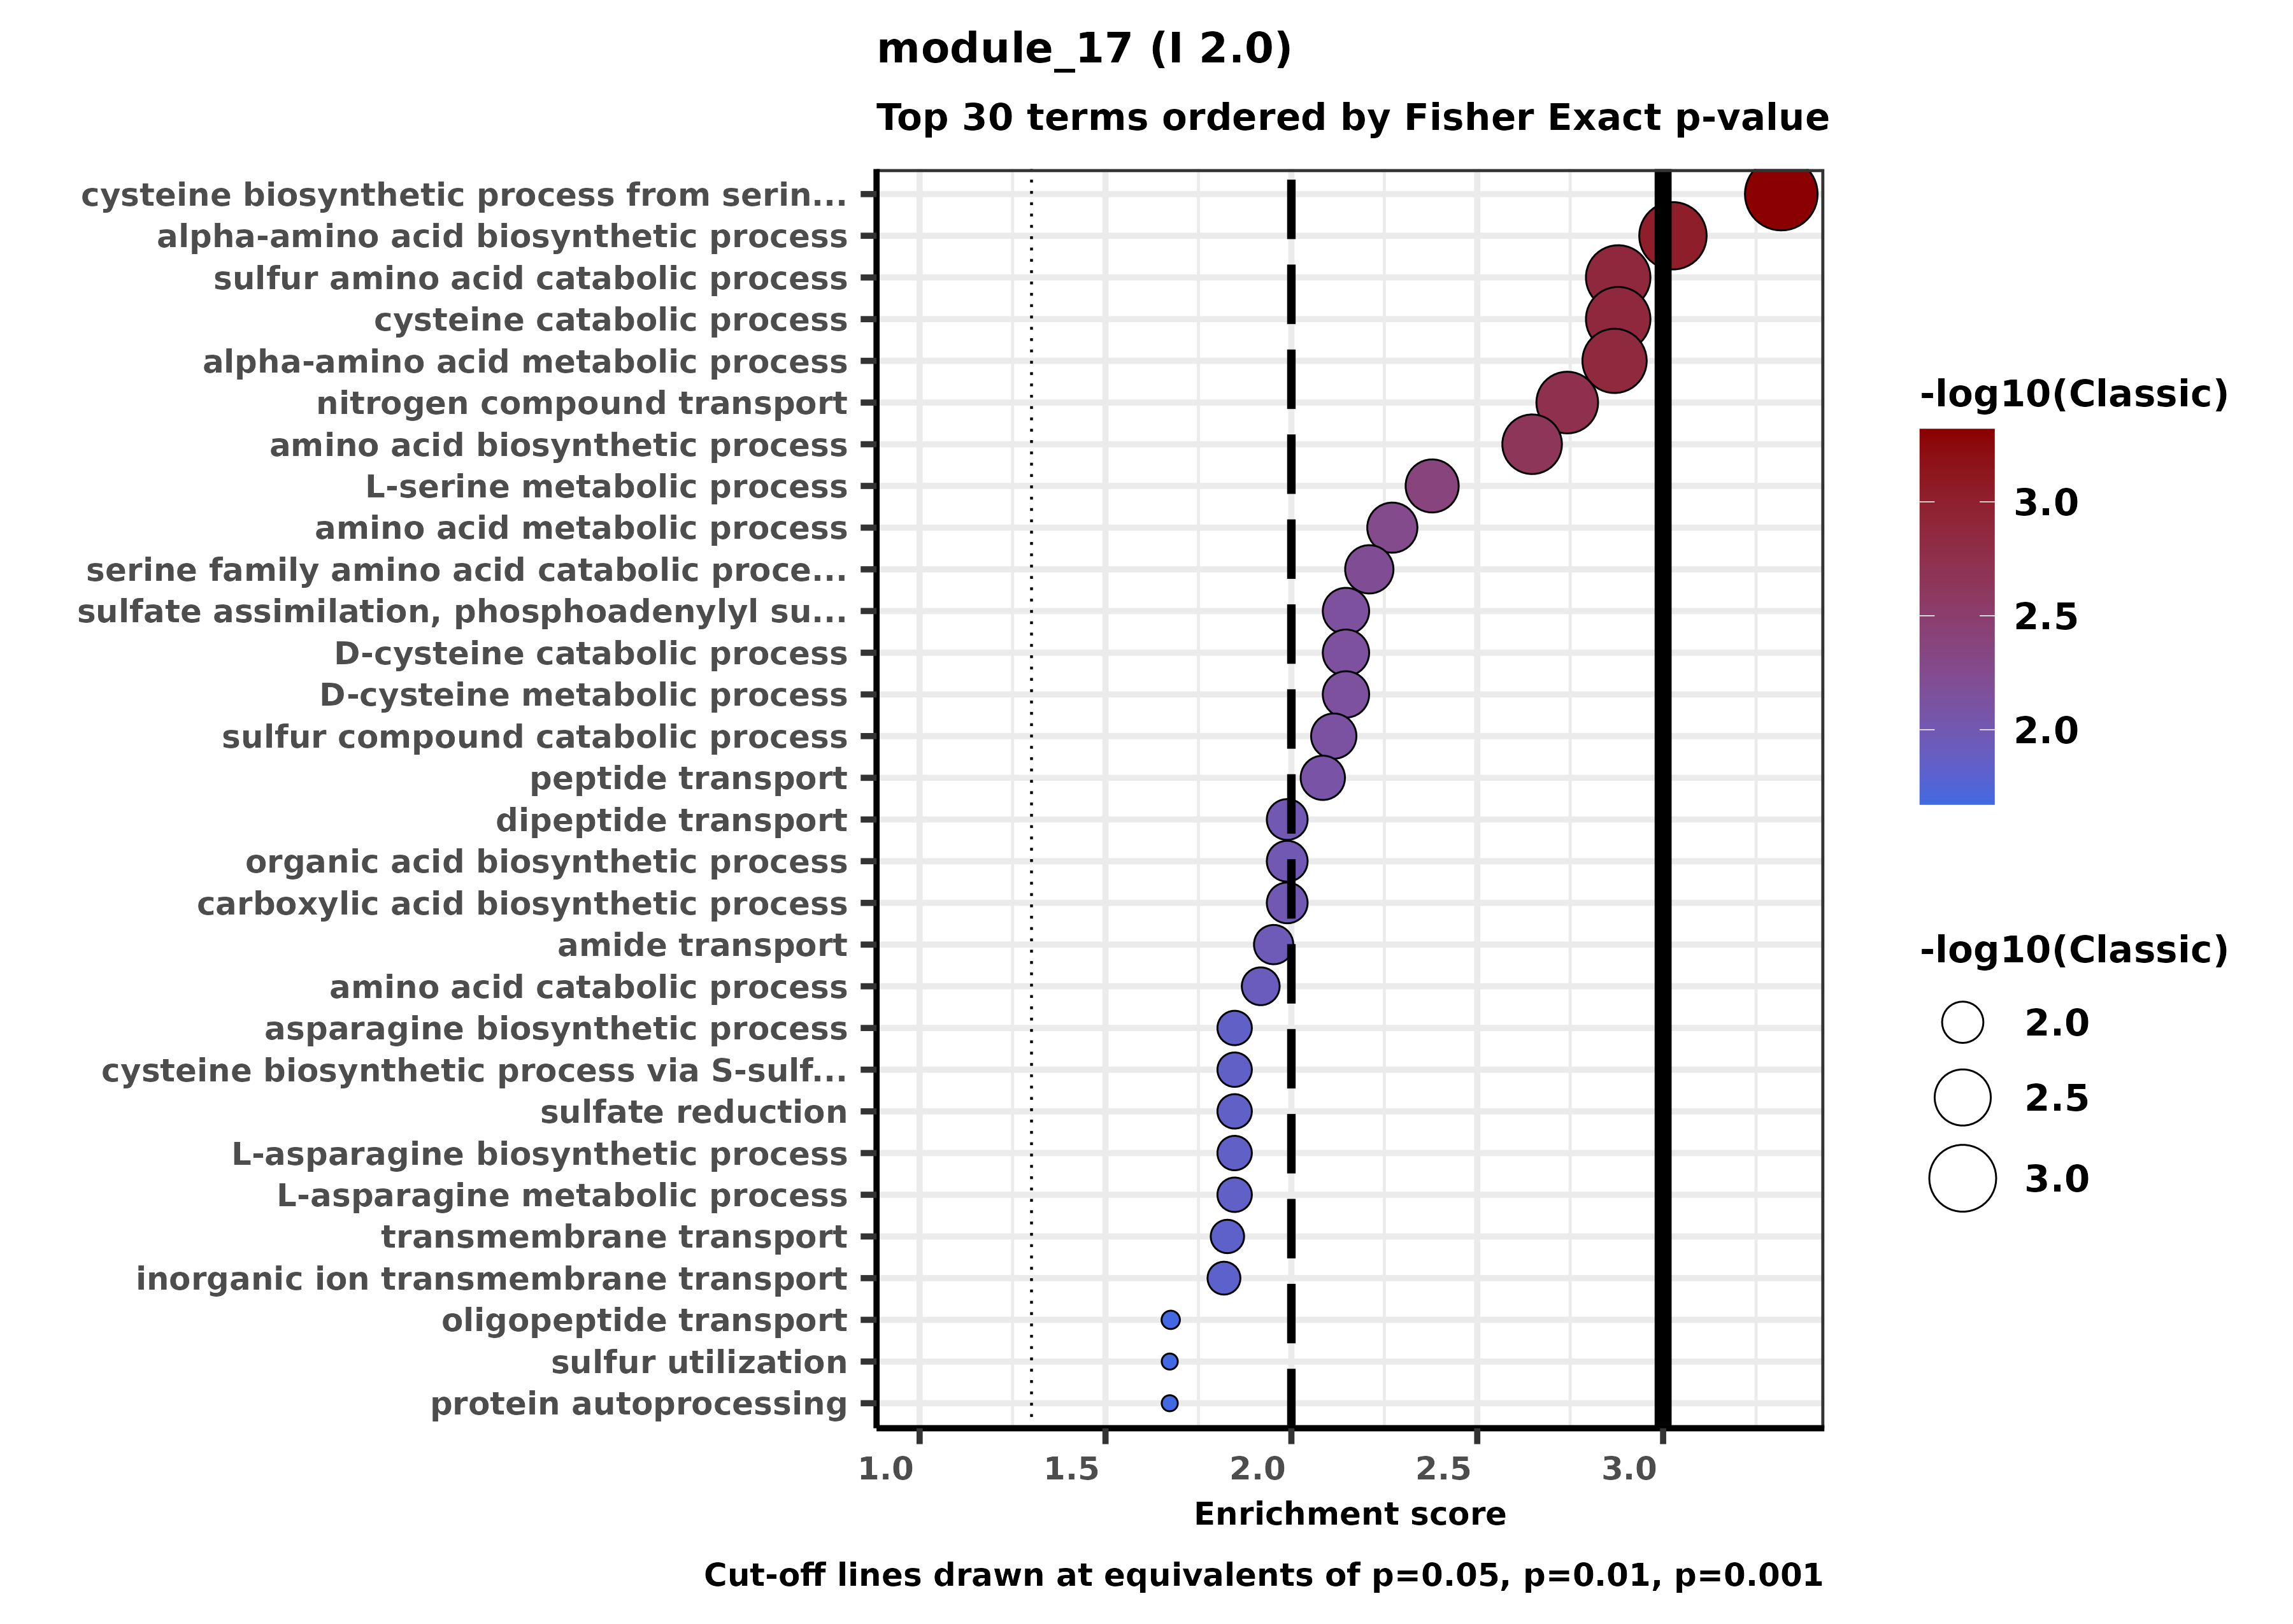 module_17 (I 2.0)
Top 30 terms ordered by Fisher Exact p-value
cysteine biosynthetic process from serin...
alpha-amino acid biosynthetic process
sulfur amino acid catabolic process
cysteine catabolic process
alpha-amino acid metabolic process
nitrogen compound transport
amino acid biosynthetic process
L-serine metabolic process
amino acid metabolic process
serine family amino acid catabolic proce...
sulfate assimilation, phosphoadenylyl su...
D-cysteine catabolic process
D-cysteine metabolic process
sulfur compound catabolic process
peptide transport
dipeptide transport
organic acid biosynthetic process
carboxylic acid biosynthetic process
amide transport
amino acid catabolic process
asparagine biosynthetic process
cysteine biosynthetic process via S-sulf...
sulfate reduction
L-asparagine biosynthetic process
L-asparagine metabolic process
transmembrane transport
inorganic ion transmembrane transport
oligopeptide transport
sulfur utilization
protein autoprocessing
1.0 1.5 2.0 2.5 3.0
Enrichment score
Cut-off lines drawn at equivalents of p=0.05, p=0.01, p=0.001
-log10(Classic)
3.0
2.5
2.0
-log10(Classic)
2.0
2.5
3.0